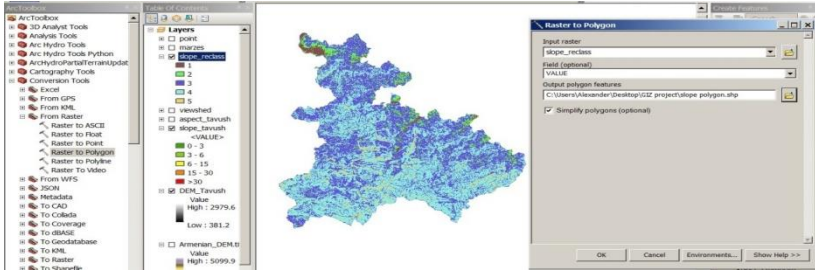 ArcToolbox
ArcToolbox
3D Analyst Tools
Analysis Tools
Arc Hydro Tools
Arc Hydro Tools Python
ArcHydroPartialTerrainUpdat
Cartography Tools
Conversion Tools
Excel
From GPS
From KML
From Raster
Raster to ASCII
Raster to Float
Raster to Point
Raster to Polygon
Raster to Polyline
Raster To Video
From WFS
JSON
Metadata
To CAD
To Collada
To Coverage
To dBASE
To Geodatabase
To KML
To Raster
To Shapefile
Table Of Contents
Layers
point
marzes
slope_reclass
1
2
3
4
5
viewshed
aspect_tavush
slope_tavush
<VALUE>
0 - 3
3 - 6
6 - 15
15 - 30
>30
DEM_Tavush
Value
High : 2979.6
Low : 381.2
Armenian_DEM.ti
Value
High : 5099.9
Create Features
Raster to Polygon
Input raster
slope_reclass
Field (optional)
VALUE
Output polygon features
C:\Users\Alexander\Desktop\GIZ project\slope polygon.shp
Simplify polygons (optional)
OK
Cancel
Environments...
Show Help >>